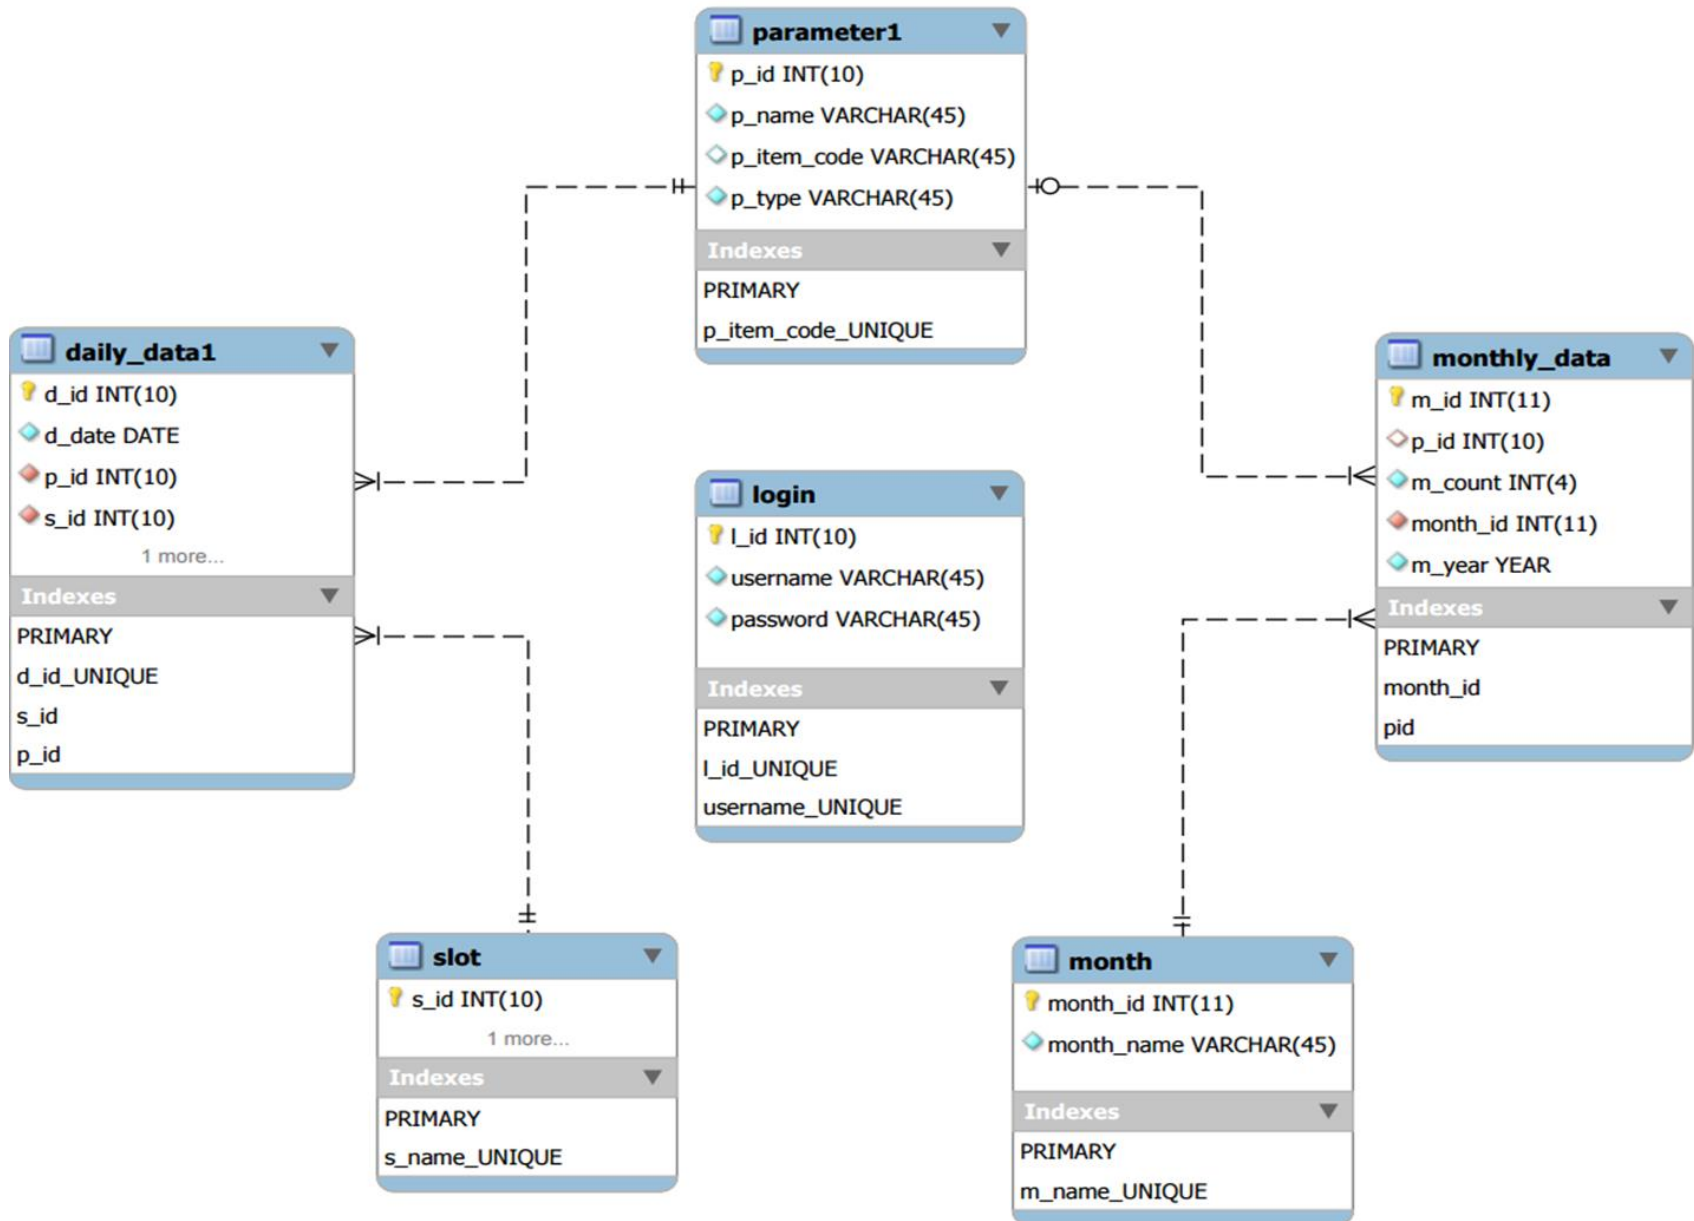 parameter1
p_id INT(10)
p_name VARCHAR(45)
p_item_code VARCHAR(45)
p_type VARCHAR(45)
Indexes
PRIMARY
p_item_code_UNIQUE
daily_data1
d_id INT(10)
d_date DATE
p_id INT(10)
s_id INT(10)
1 more...
Indexes
PRIMARY
d_id_UNIQUE
s_id
p_id
login
l_id INT(10)
username VARCHAR(45)
password VARCHAR(45)
Indexes
PRIMARY
l_id_UNIQUE
username_UNIQUE
monthly_data
m_id INT(11)
p_id INT(10)
m_count INT(4)
month_id INT(11)
m_year YEAR
Indexes
PRIMARY
month_id
pid
slot
s_id INT(10)
1 more...
Indexes
PRIMARY
s_name_UNIQUE
month
month_id INT(11)
month_name VARCHAR(45)
Indexes
PRIMARY
m_name_UNIQUE